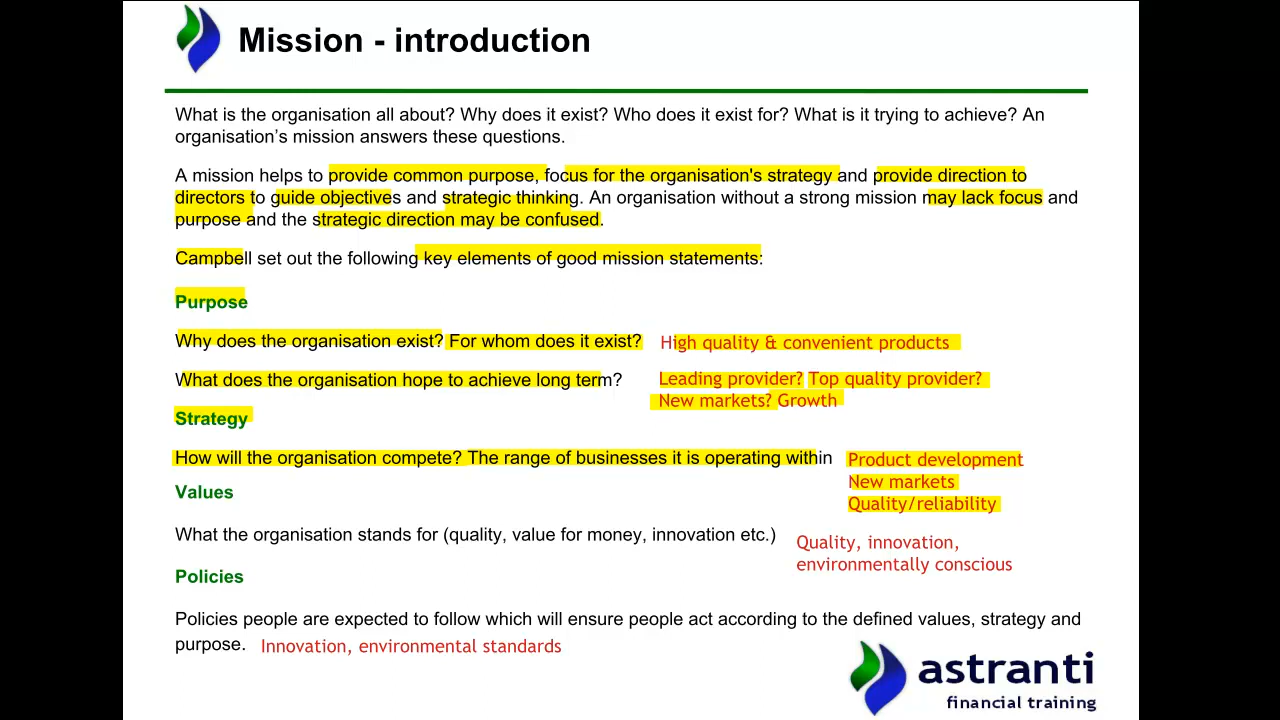 Mission - introduction
What is the organisation all about? Why does it exist? Who does it exist for? What is it trying to achieve? An
organisation's mission answers these questions.
A mission helps to provide common purpose, focus for the organisation's strategy and provide direction to
directors to guide objectives and strategic thinking. An organisation without a strong mission may lack focus and
purpose and the strategic direction may be confused.
Campbell set out the following key elements of good mission statements:
Purpose
Why does the organisation exist? For whom does it exist? High quality & convenient products
What does the organisation hope to achieve long term? Leading provider? Top quality provider?
New markets? Growth
Strategy
How will the organisation compete? The range of businesses it is operating within Product development
New markets
Values
Quality/reliability
What the organisation stands for (quality, value for money, innovation etc.) Quality, innovation,
environmentally conscious
Policies
Policies people are expected to follow which will ensure people act according to the defined values, strategy and
purpose. Innovation, environmental standards
astranti
financial training